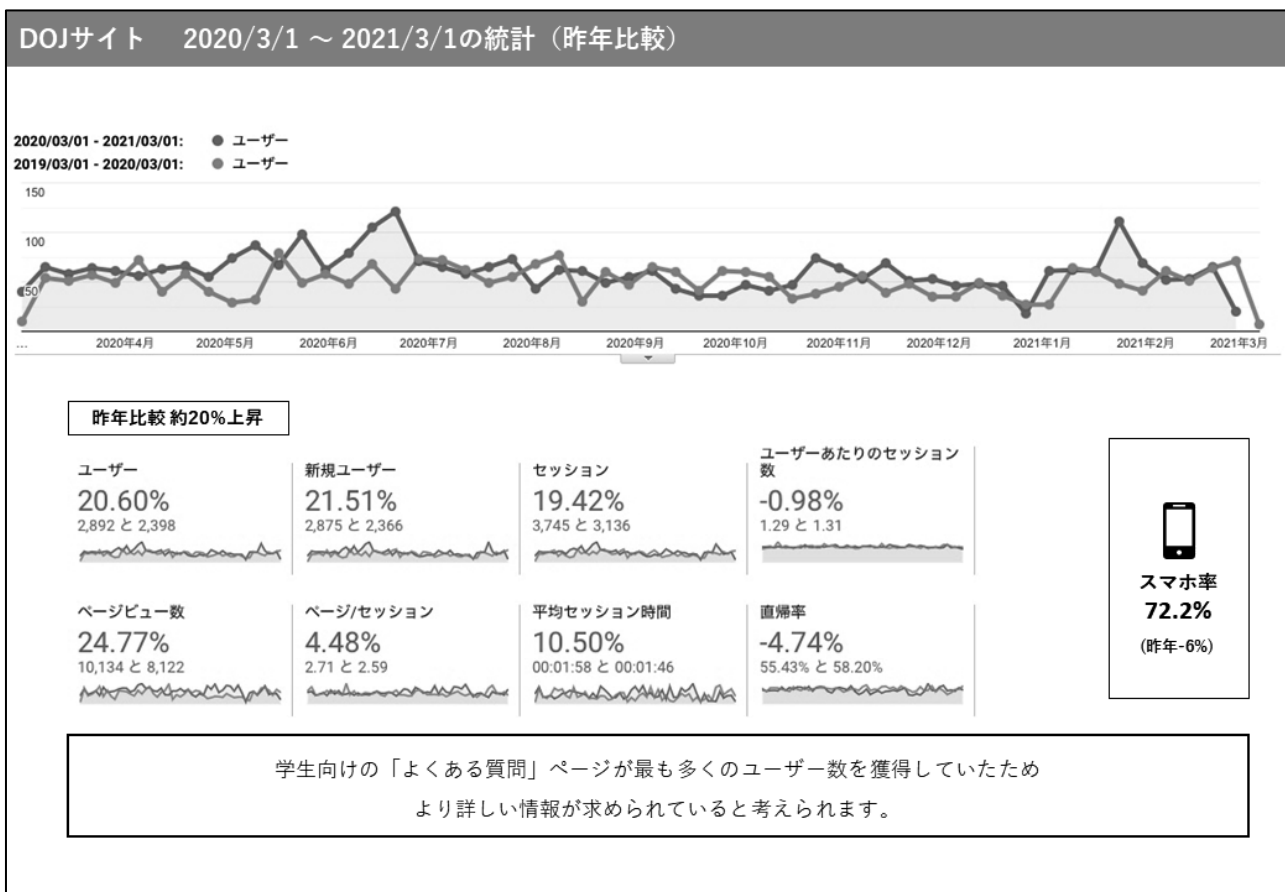 DOJサイト　2020/3/1 ～ 2021/3/1の統計（昨年比較）
2020/03/01 - 2021/03/01: ● ユーザー
2019/03/01 - 2020/03/01: ● ユーザー
150
100
50
... 2020年4月 2020年5月 2020年6月 2020年7月 2020年8月 2020年9月 2020年10月 2020年11月 2020年12月 2021年1月 2021年2月 2021年3月
昨年比較 約20%上昇
ユーザー
20.60%
2,892 と 2,398
新規ユーザー
21.51%
2,875 と 2,366
セッション
19.42%
3,745 と 3,136
ユーザーあたりのセッション
数
-0.98%
1.29 と 1.31
ページビュー数
24.77%
10,134 と 8,122
ページ/セッション
4.48%
2.71 と 2.59
平均セッション時間
10.50%
00:01:58 と 00:01:46
直帰率
-4.74%
55.43% と 58.20%
スマホ率
72.2%
(昨年-6%)
学生向けの「よくある質問」ページが最も多くのユーザー数を獲得していたため
より詳しい情報が求められていると考えられます。